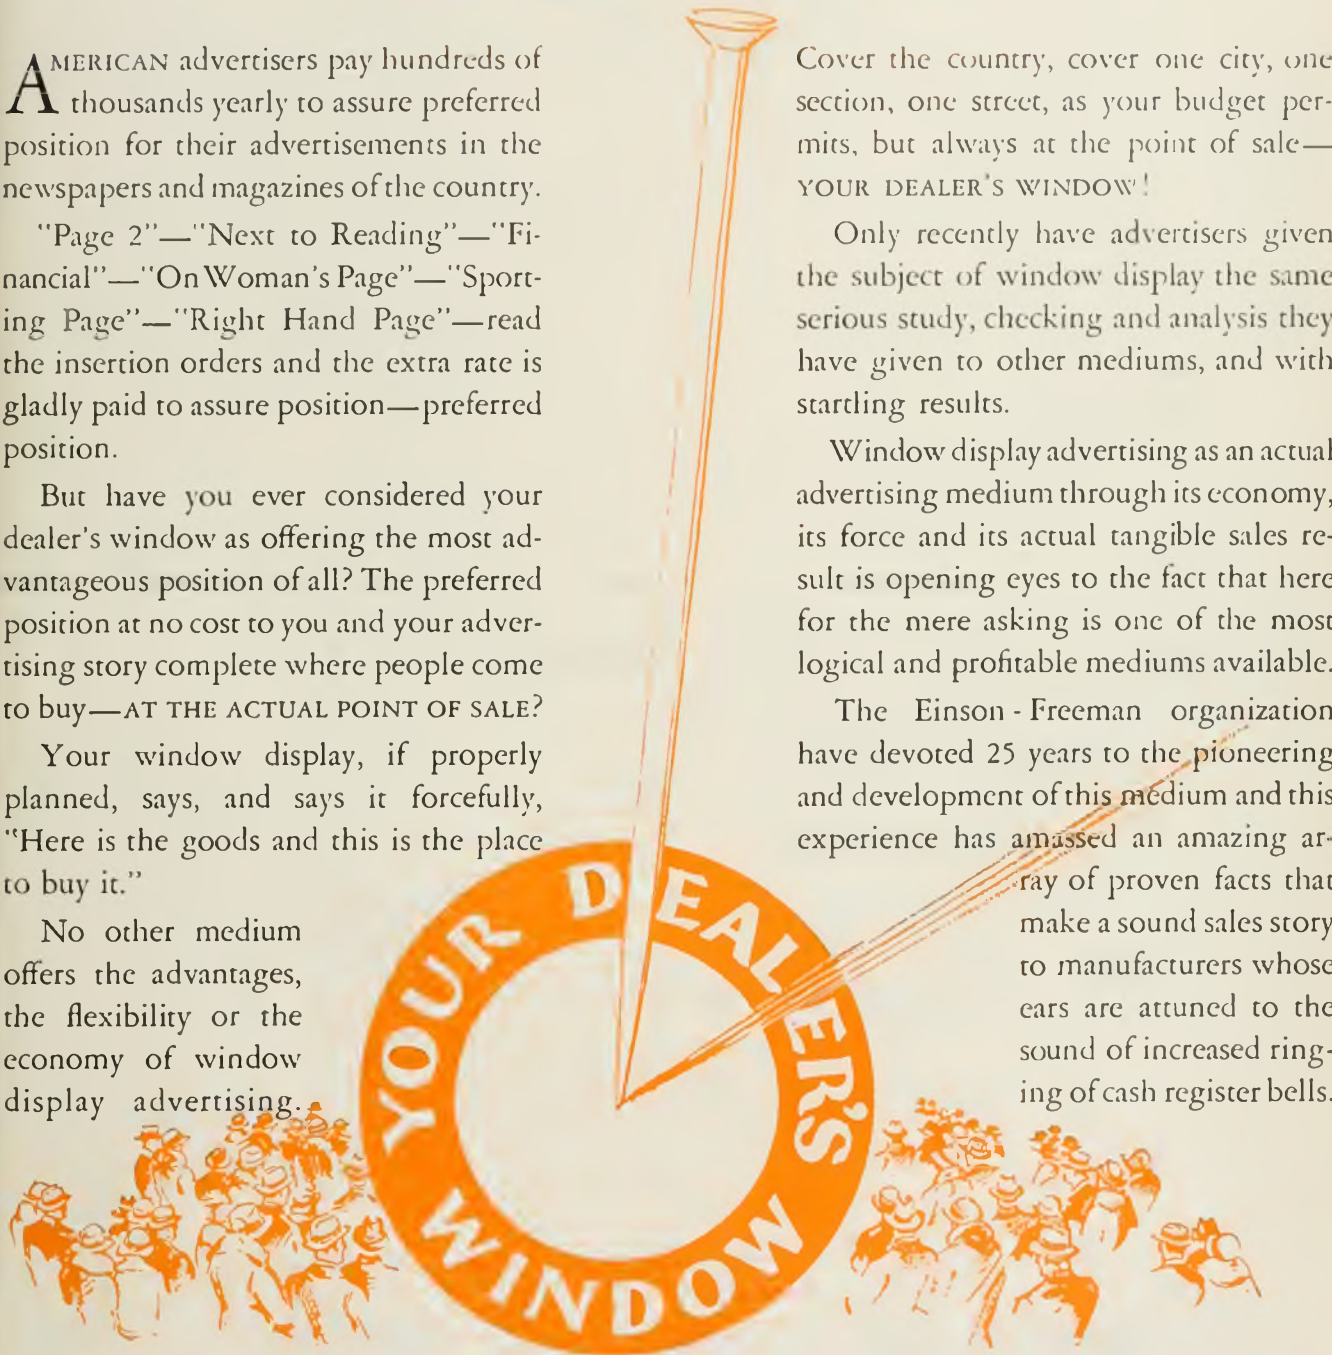 AMERICAN advertisers pay hundreds of
thousands yearly to assure preferred
position for their advertisements in the
newspapers and magazines of the country.
"Page 2"—"Next to Reading"—"Fi-
nancial"—"On Woman's Page"—"Sport-
ing Page"—"Right Hand Page"—read
the insertion orders and the extra rate is
gladly paid to assure position—preferred
position.
But have you ever considered your
dealer's window as offering the most ad-
vantageous position of all? The preferred
position at no cost to you and your adver-
tising story complete where people come
to buy—AT THE ACTUAL POINT OF SALE?
Your window display, if properly
planned, says, and says it forcefully,
"Here is the goods and this is the place
to buy it."
No other medium
offers the advantages,
the flexibility or the
economy of window
display advertising.
Cover the country, cover one city, one
section, one street, as your budget per-
mits, but always at the point of sale—
YOUR DEALER'S WINDOW!
Only recently have advertisers given
the subject of window display the same
serious study, checking and analysis they
have given to other mediums, and with
startling results.
Window display advertising as an actual
advertising medium through its economy,
its force and its actual tangible sales re-
sult is opening eyes to the fact that here
for the mere asking is one of the most
logical and profitable mediums available.
The Einson-Freeman organization
have devoted 25 years to the pioneering
and development of this medium and this
experience has amassed an amazing ar-
ray of proven facts that
make a sound sales story
to manufacturers whose
ears are attuned to the
sound of increased ring-
ing of cash register bells.
YOUR DEALER'S
WINDOW